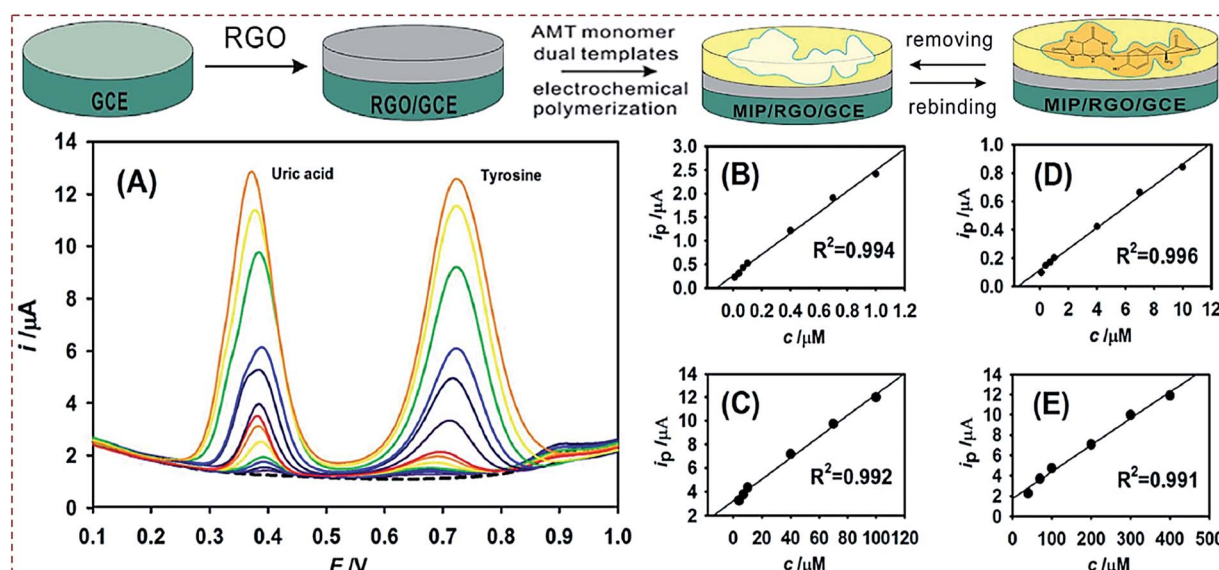 GCE
RGO
RGO/GCE
AMT monomer
dual templates
electrochemical
polymerization
MIP/RGO/GCE
removing
rebinding
MIP/RGO/GCE
(A)
Uric acid
Tyrosine
i /µA
14
12
10
8
6
4
2
0
0.1 0.2 0.3 0.4 0.5 0.6 0.7 0.8 0.9 1.0
E /V
(B)
ip /µA
3.0
2.5
2.0
1.5
1.0
0.5
0.0
R²=0.994
0.0 0.2 0.4 0.6 0.8 1.0 1.2
c /µM
(D)
ip /µA
1.0
0.8
0.6
0.4
0.2
0.0
R²=0.996
0 2 4 6 8 10 12
c /µM
(C)
ip /µA
14
12
10
8
6
4
2
R²=0.992
0 20 40 60 80 100 120
c /µM
(E)
ip /µA
14
12
10
8
6
4
2
0
R²=0.991
0 100 200 300 400 500
c /µM